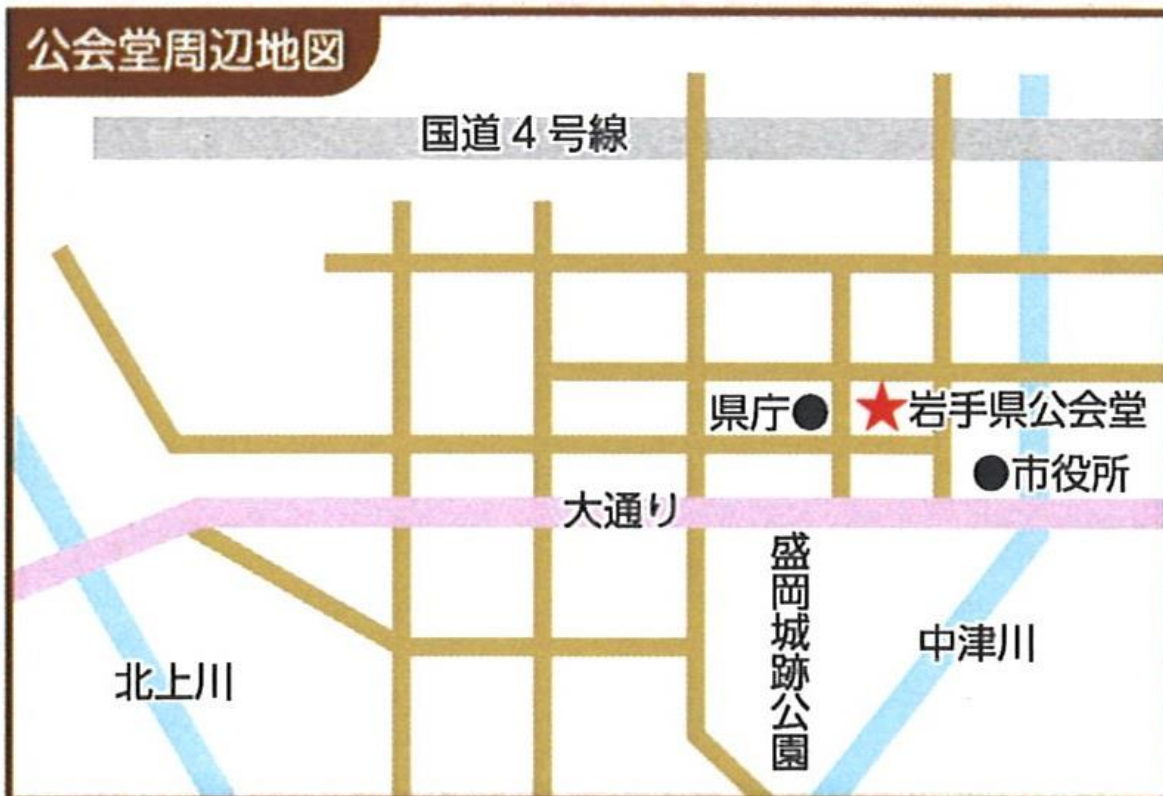 公会堂周辺地図
国道4号線
県庁
岩手県公会堂
市役所
大通り
盛岡城跡公園
中津川
北上川